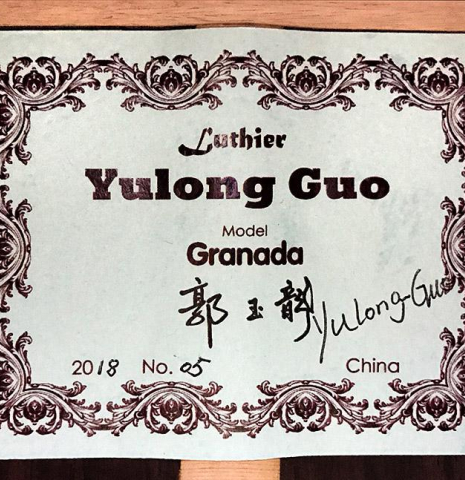 Luthier
Yulong Guo
Model
Granada
郭玉龍 Yulong Guo
2018 No. 05 China